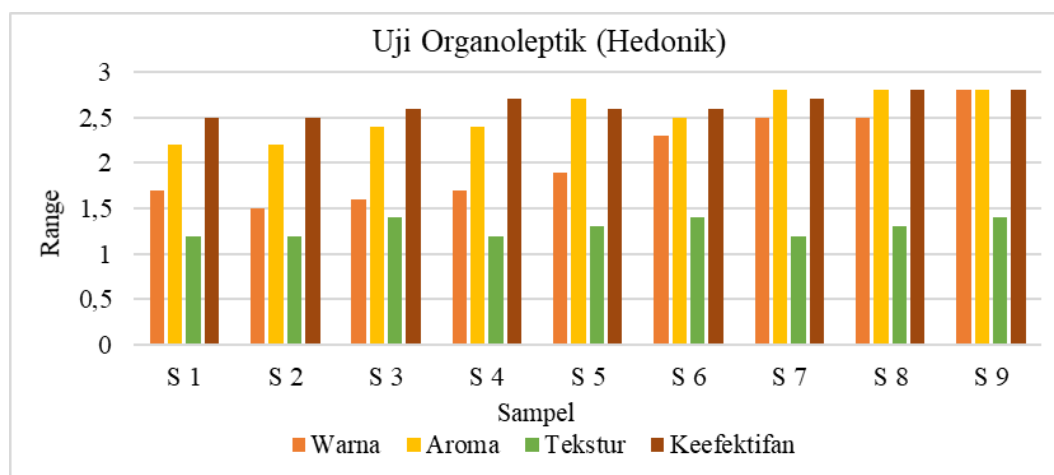 Uji Organoleptik (Hedonik)
3
2,5
2
1,5
1
0,5
0
Range
S 1 S 2 S 3 S 4 S 5 S 6 S 7 S 8 S 9
Sampel
Warna Aroma Tekstur Keefektifan